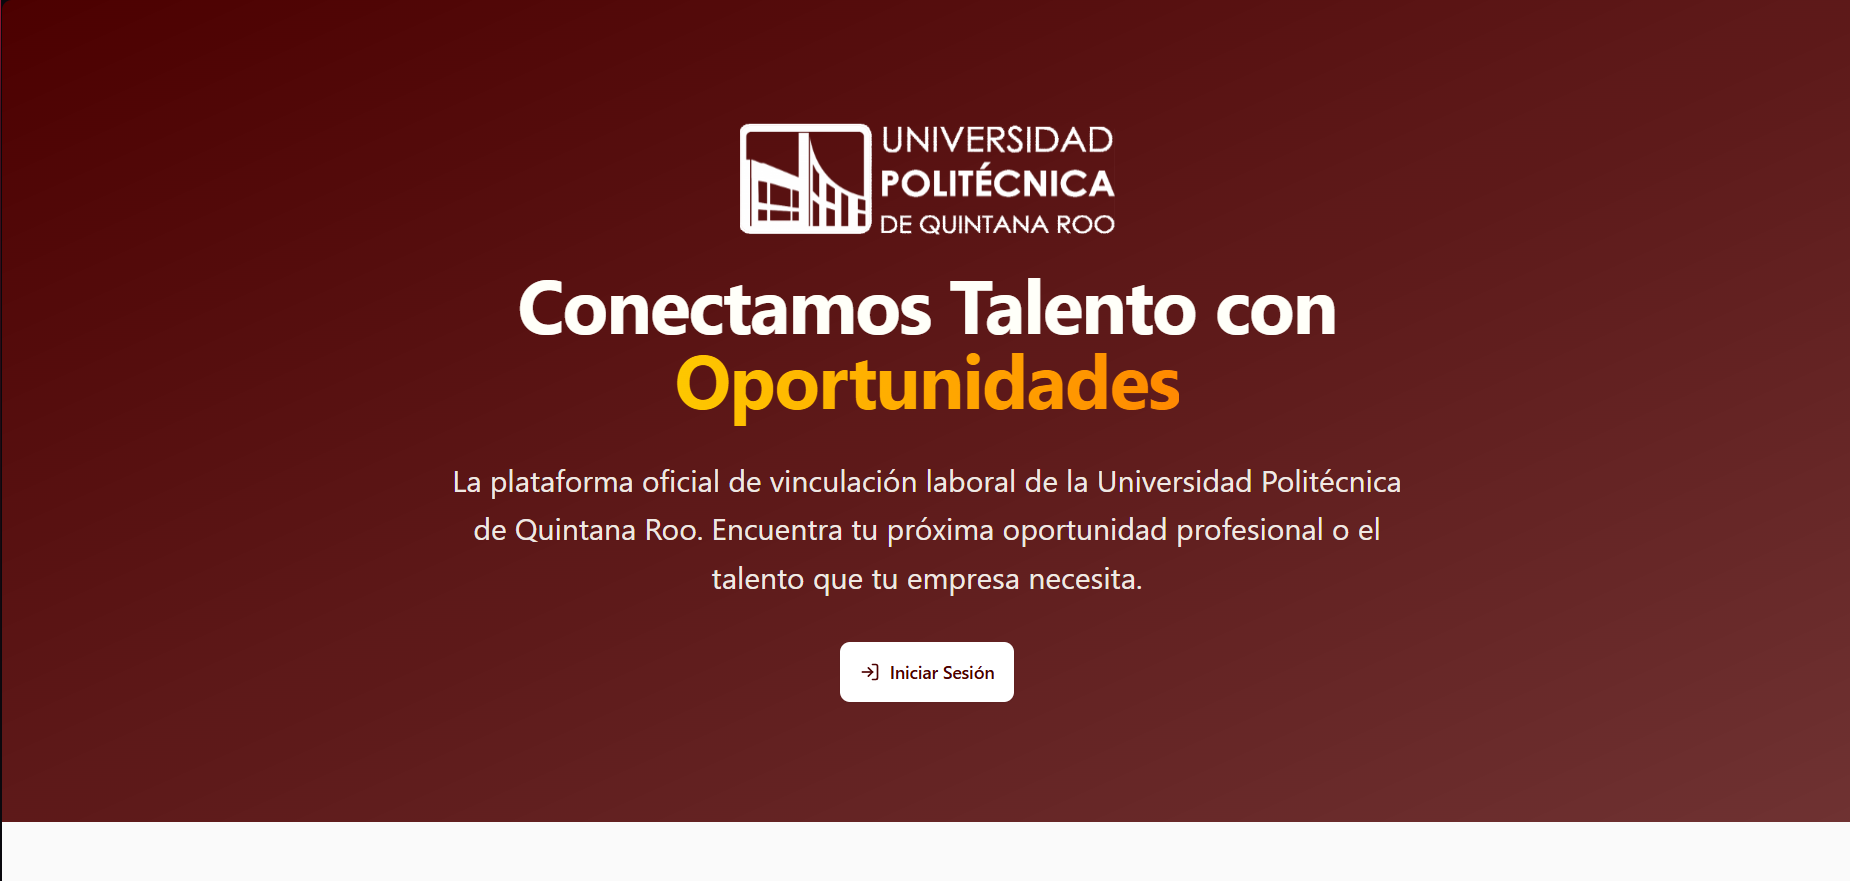 UNIVERSIDAD
POLITÉCNICA
DE QUINTANA ROO
Conectamos Talento con
Oportunidades
La plataforma oficial de vinculación laboral de la Universidad Politécnica
de Quintana Roo. Encuentra tu próxima oportunidad profesional o el
talento que tu empresa necesita.
Iniciar Sesión